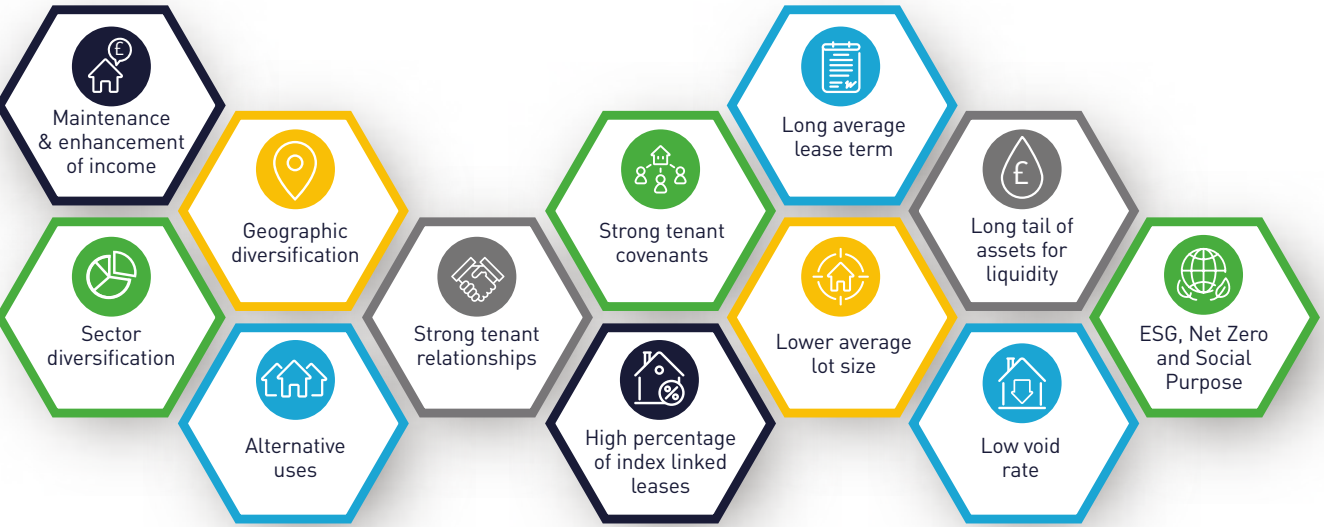 £
Maintenance
& enhancement
of income
Geographic
diversification
Sector
diversification
Alternative
uses
Strong tenant
relationships
Strong tenant
covenants
High percentage
of index linked
leases
Long average
lease term
Lower average
lot size
£
Long tail of
assets for
liquidity
Low void
rate
ESG, Net Zero
and Social
Purpose
%